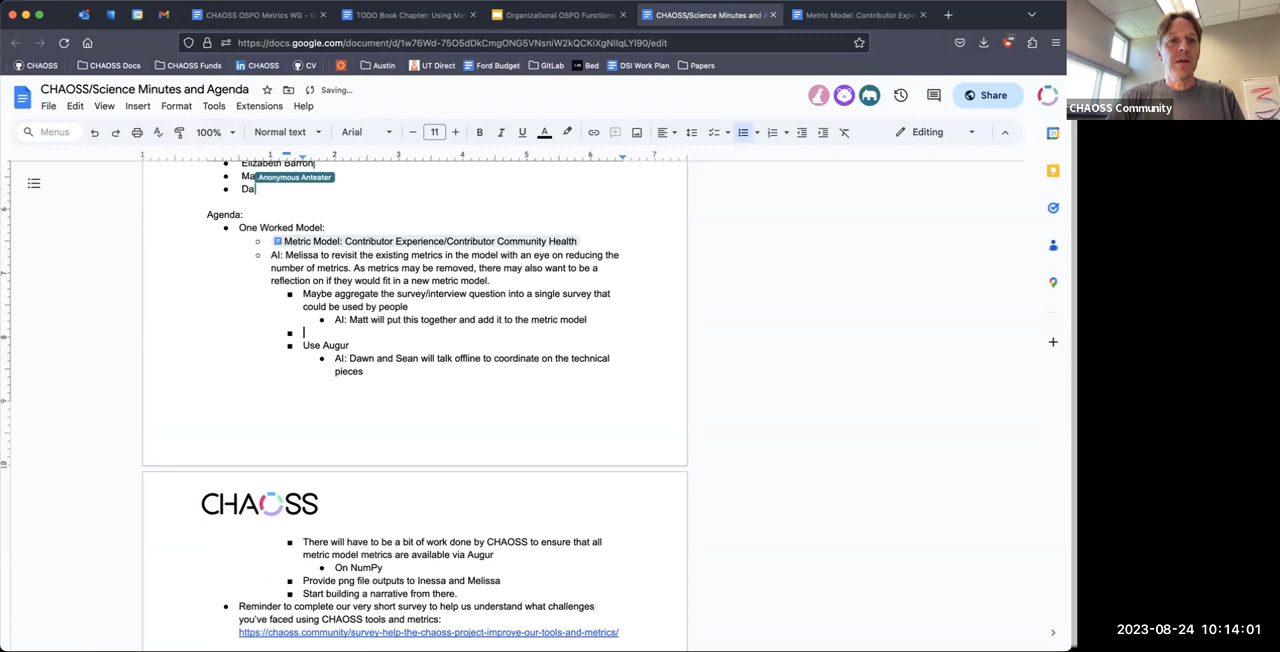 CHAOSS OSPO Metrics WG - G
TODO Book Chapter: Using Me
Organizational OSPO Functions
CHAOSS/Science Minutes and A
Metric Model: Contributor Expe
https://docs.google.com/document/d/1w76Wd-75O5dDkCmgONG5VNsniW2kQCKiXgNIlqLYI90/edit
CHAOSS
CHAOSS Docs
CHAOSS Funds
CHAOSS
CV
Austin
UT Direct
Ford Budget
GitLab
Bed
DSI Work Plan
Papers
CHAOSS/Science Minutes and Agenda
Saving...
File Edit View Insert Format Tools Extensions Help
Share
Menus
100%
Normal text
Arial
11
B I U A
Editing
1 1 2 3 4 5 6 7
Elizabeth Barron
Ma
Anonymous Anteater
Da
Agenda:
One Worked Model:
Metric Model: Contributor Experience/Contributor Community Health
AI: Melissa to revisit the existing metrics in the model with an eye on reducing the
number of metrics. As metrics may be removed, there may also want to be a
reflection on if they would fit in a new metric model.
Maybe aggregate the survey/interview question into a single survey that
could be used by people
AI: Matt will put this together and add it to the metric model
Use Augur
AI: Dawn and Sean will talk offline to coordinate on the technical
pieces
CHAOSS
There will have to be a bit of work done by CHAOSS to ensure that all
metric model metrics are available via Augur
On NumPy
Provide png file outputs to Inessa and Melissa
Start building a narrative from there.
Reminder to complete our very short survey to help us understand what challenges
you've faced using CHAOSS tools and metrics:
https://chaoss.community/survey-help-the-chaoss-project-improve-our-tools-and-metrics/
CHAOSS Community
2023-08-24 10:14:01